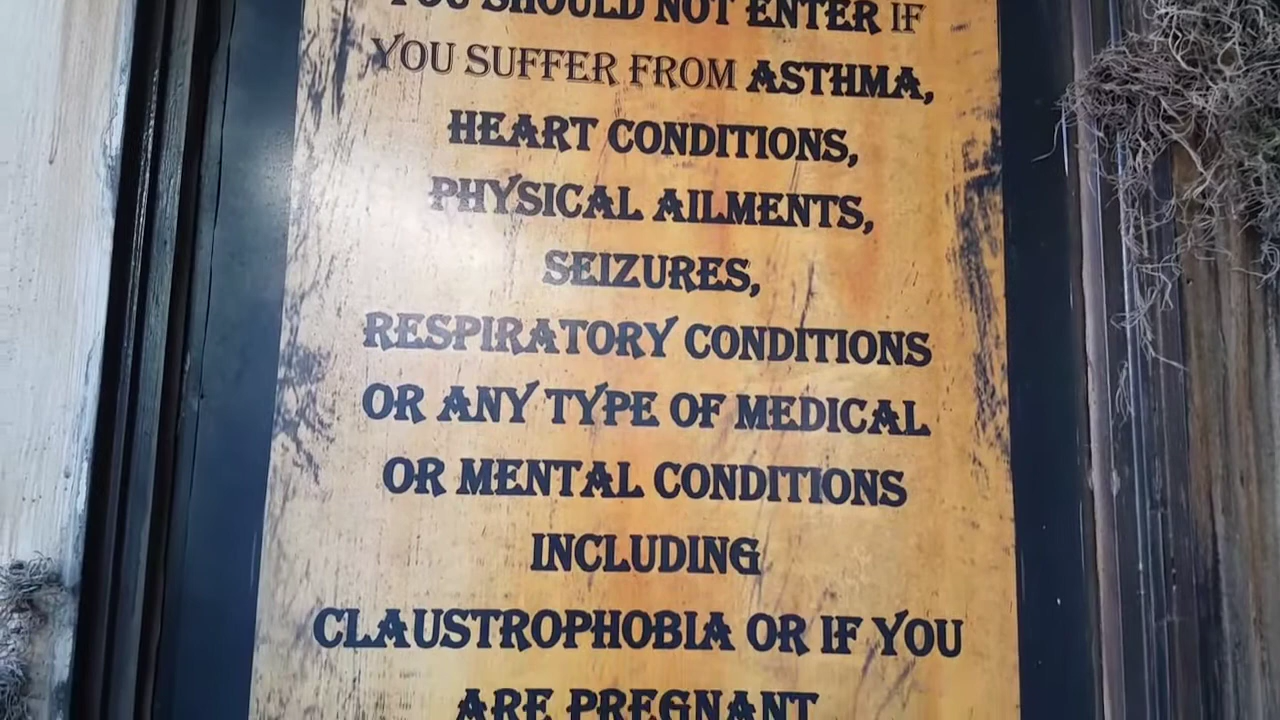 YOU SHOULD NOT ENTER IF
YOU SUFFER FROM ASTHMA,
HEART CONDITIONS,
PHYSICAL AILMENTS,
SEIZURES,
RESPIRATORY CONDITIONS
OR ANY TYPE OF MEDICAL
OR MENTAL CONDITIONS
INCLUDING
CLAUSTROPHOBIA OR IF YOU
ARE PREGNANT